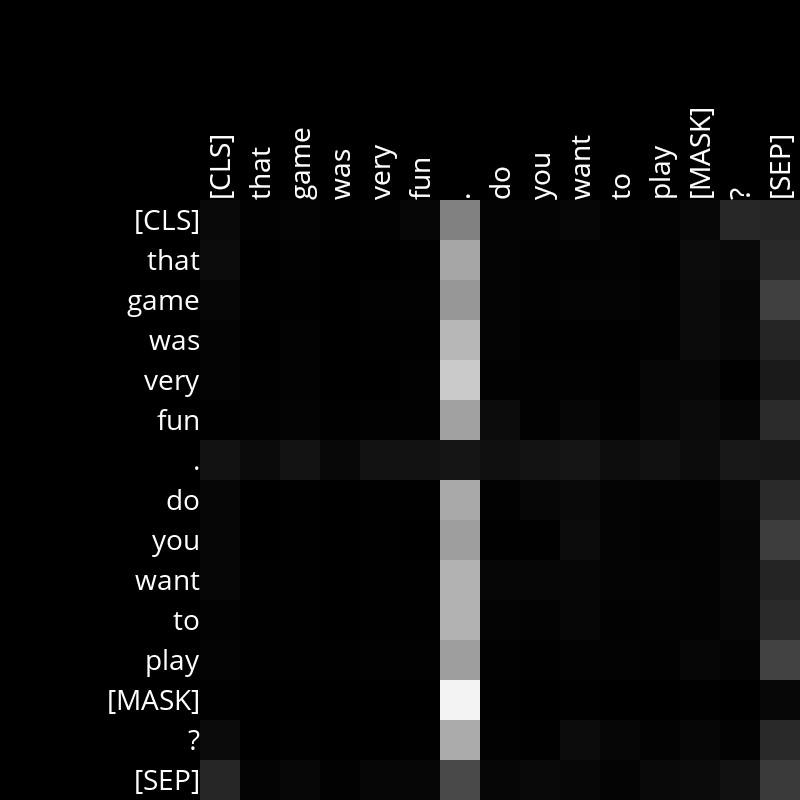 [CLS] that game was very fun . do you want to play [MASK] ? [SEP]
[CLS]
that
game
was
very
fun
.
do
you
want
to
play
[MASK]
?
[SEP]